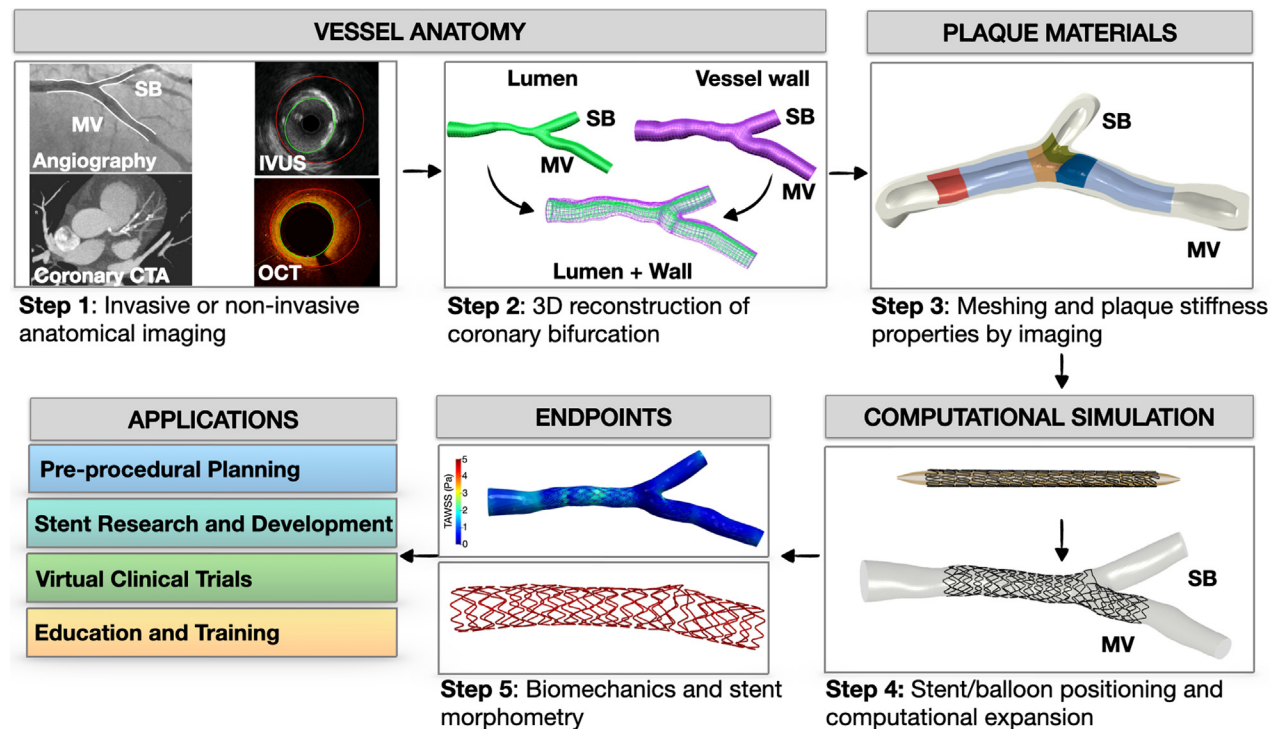 VESSEL ANATOMY
PLAQUE MATERIALS
SB
MV
Angiography
IVUS
Coronary CTA
OCT
Lumen
Vessel wall
SB
MV
SB
MV
Lumen + Wall
SB
MV
Step 1: Invasive or non-invasive
anatomical imaging
Step 2: 3D reconstruction of
coronary bifurcation
Step 3: Meshing and plaque stiffness
properties by imaging
APPLICATIONS
Pre-procedural Planning
Stent Research and Development
Virtual Clinical Trials
Education and Training
ENDPOINTS
TAWSS (Pa)
5
4
3
2
1
0
Step 5: Biomechanics and stent
morphometry
COMPUTATIONAL SIMULATION
SB
MV
Step 4: Stent/balloon positioning and
computational expansion